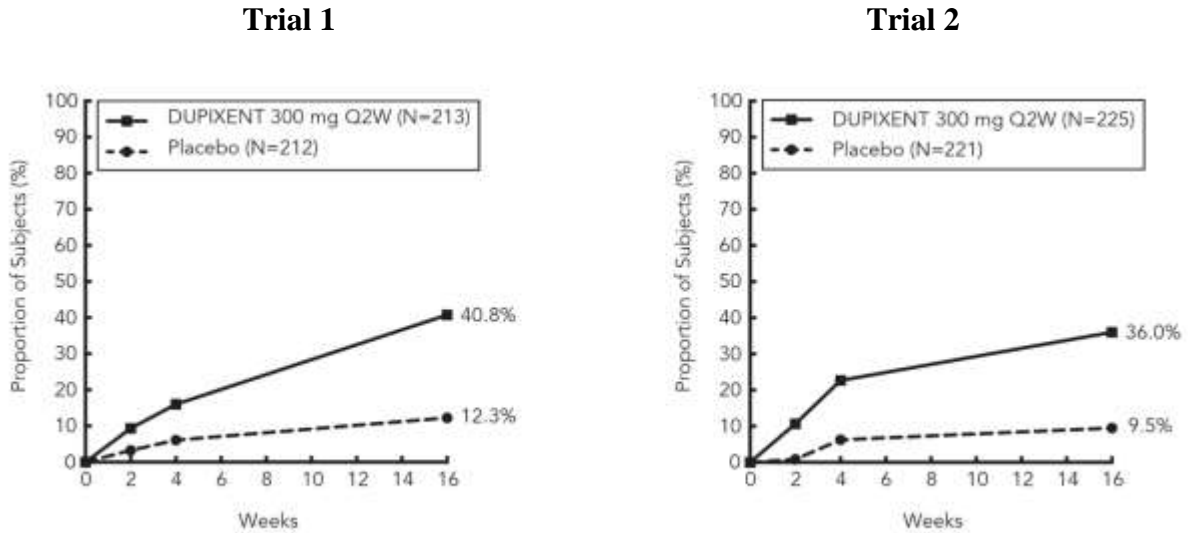 Trial 1
DUPIXENT 300 mg Q2W (N=213)
Placebo (N=212)
Proportion of Subjects (%)
100
90
80
70
60
50
40
30
20
10
0
40.8%
12.3%
0 2 4 6 8 10 12 14 16
Weeks
Trial 2
DUPIXENT 300 mg Q2W (N=225)
Placebo (N=221)
Proportion of Subjects (%)
100
90
80
70
60
50
40
30
20
10
0
36.0%
9.5%
0 2 4 6 8 10 12 14 16
Weeks